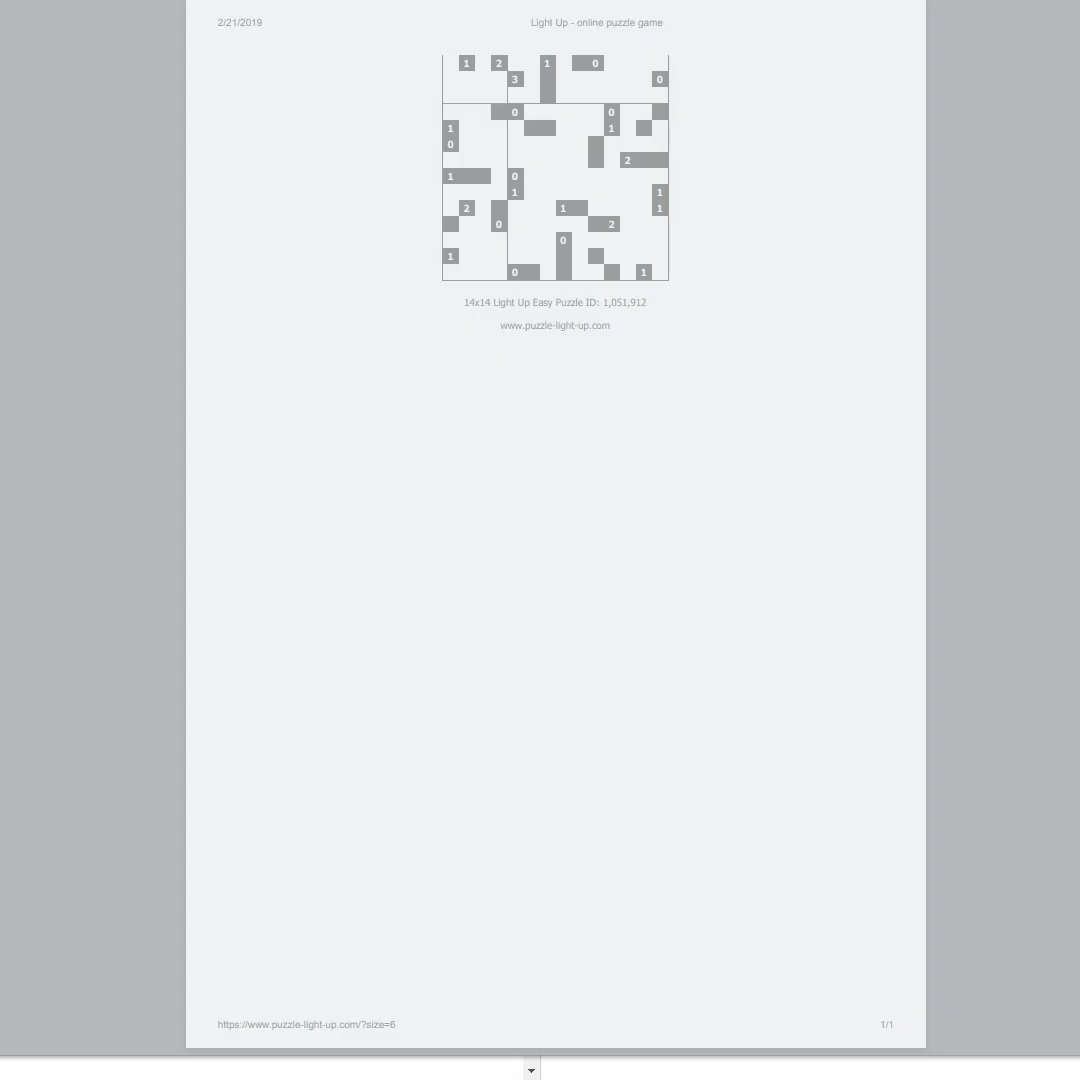 2/21/2019 Light Up - online puzzle game
1 2 1 0
3 0
0 0
1 1
0
2
1 0
1 1
2 1 1
0 2
0
1
0 1
14x14 Light Up Easy Puzzle ID: 1,051,912
www.puzzle-light-up.com
https://www.puzzle-light-up.com/?size=6 1/1